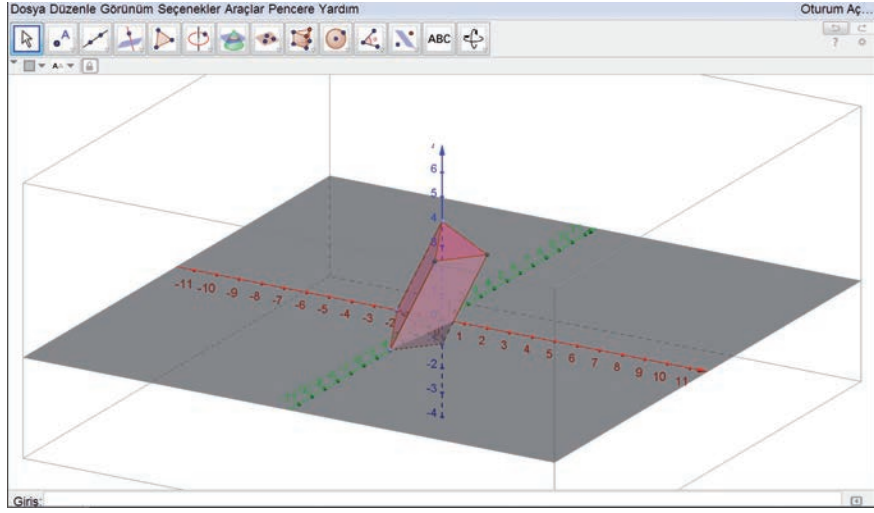 Dosya Düzenle Görünüm Seçenekler Araçlar Pencere Yardım Oturum Aç...
A ABC
?
7
6
5
4
3
-11 -10 -9 -8 -7 -6 -5 -4 -3 -2 1 2 3 4 5 6 7 8 9 10 11
-2
-3
-4
Giriş: